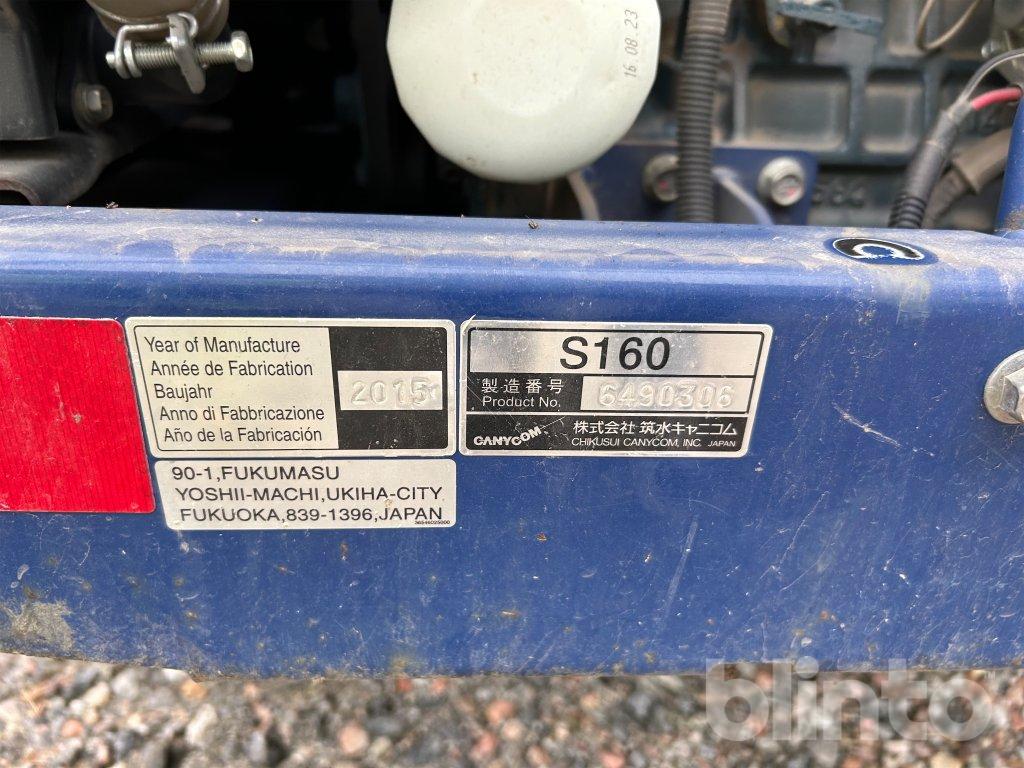 16.08.23
Year of Manufacture
Année de Fabrication
Baujahr
Anno di Fabbricazione
Año de la Fabricación
2015
S160
製造番号
Product No.
6490306
CANYCOM
株式会社 筑水キャニコム
CHIKUSUI CANYCOM, INC. JAPAN
90-1,FUKUMASU
YOSHII-MACHI,UKIHA-CITY
FUKUOKA,839-1396,JAPAN
36546025000
blinto